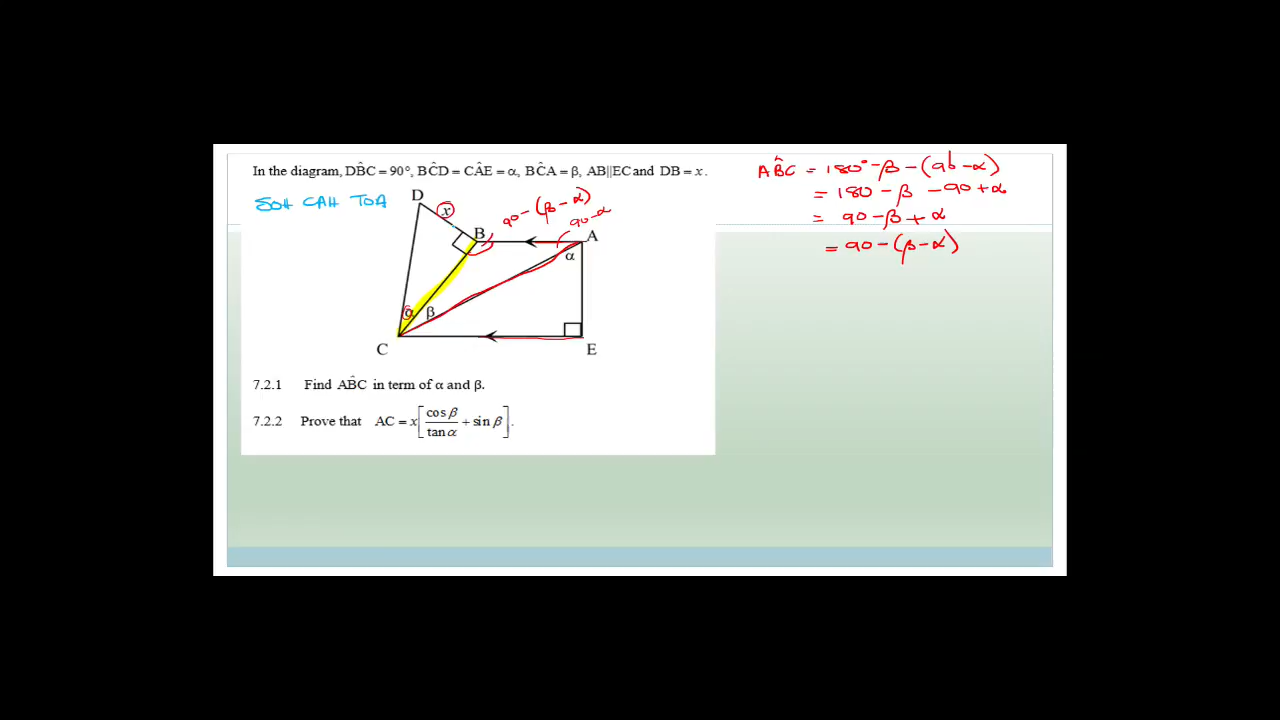 In the diagram, DB̂C = 90°, BĈD = CÂE = α, BĈA = β, AB||EC and DB = x.
SOH CAH TOA
D
x
90 - (β - α)
90 - α
B
A
α
α
β
C
E
7.2.1 Find AB̂C in term of α and β.
7.2.2 Prove that AC = x[cos β / tan α + sin β].
AB̂C = 180° - β - (90 - α)
= 180 - β - 90 + α
= 90 - β + α
= 90 - (β - α)